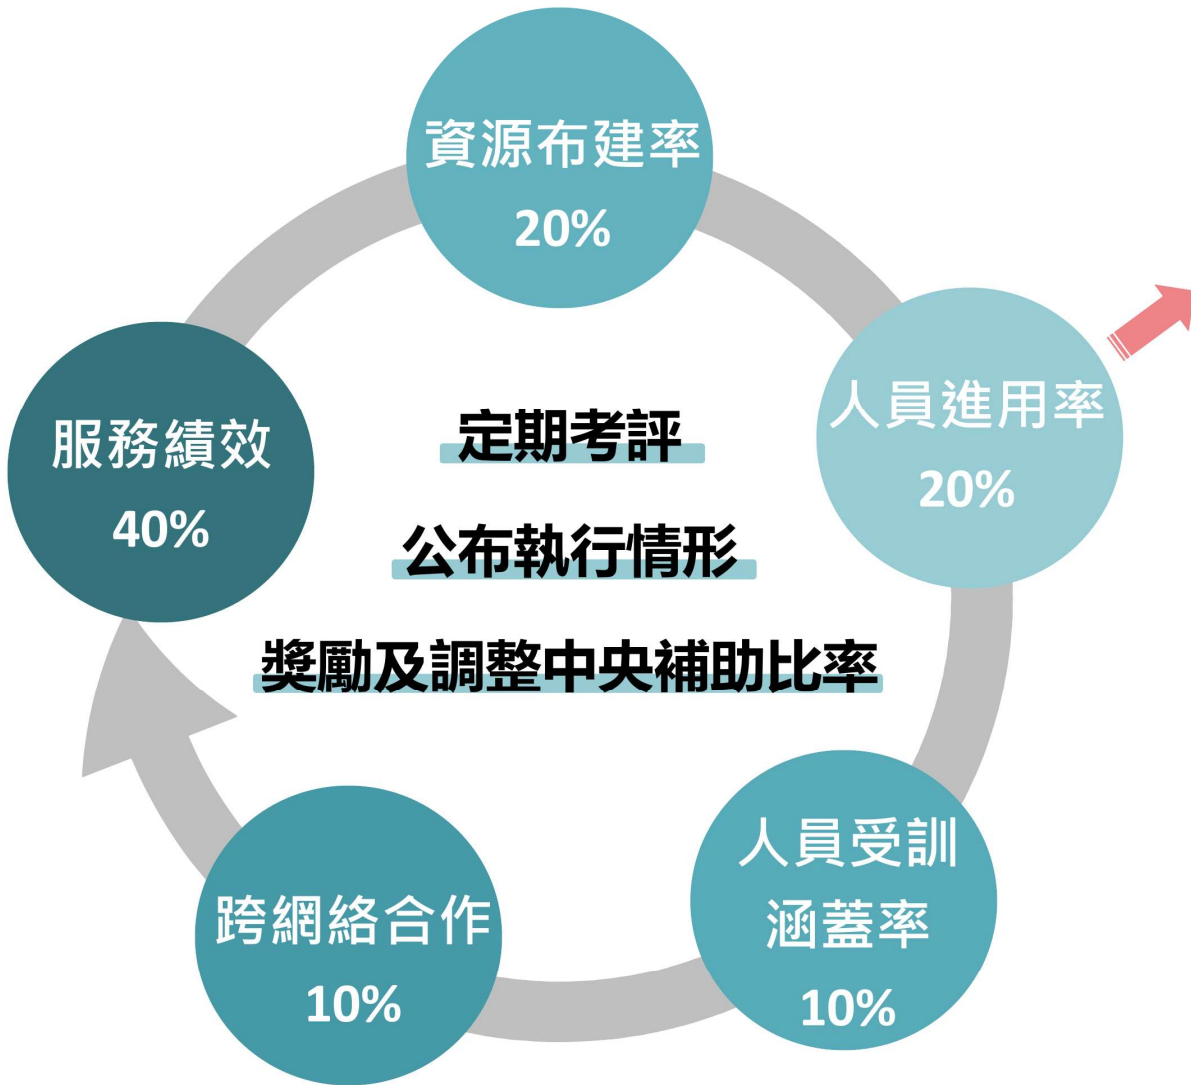 資源布建率
20%
人員進用率
20%
服務績效
40%
定期考評
公布執行情形
獎勵及調整中央補助比率
人員受訓
涵蓋率
10%
跨網絡合作
10%